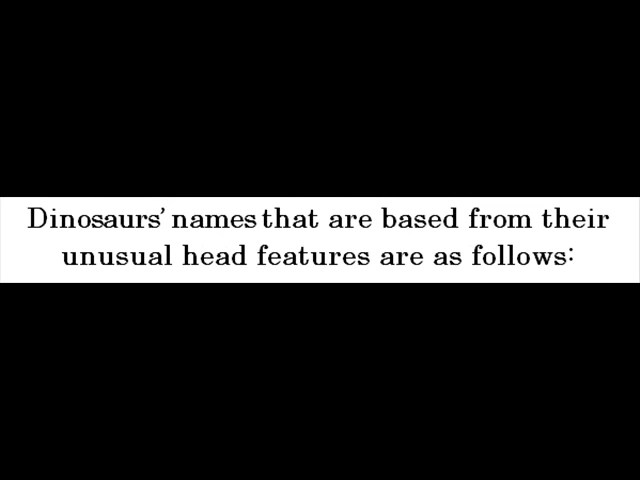 Dinosaurs’ names that are based from their
unusual head features are as follows: